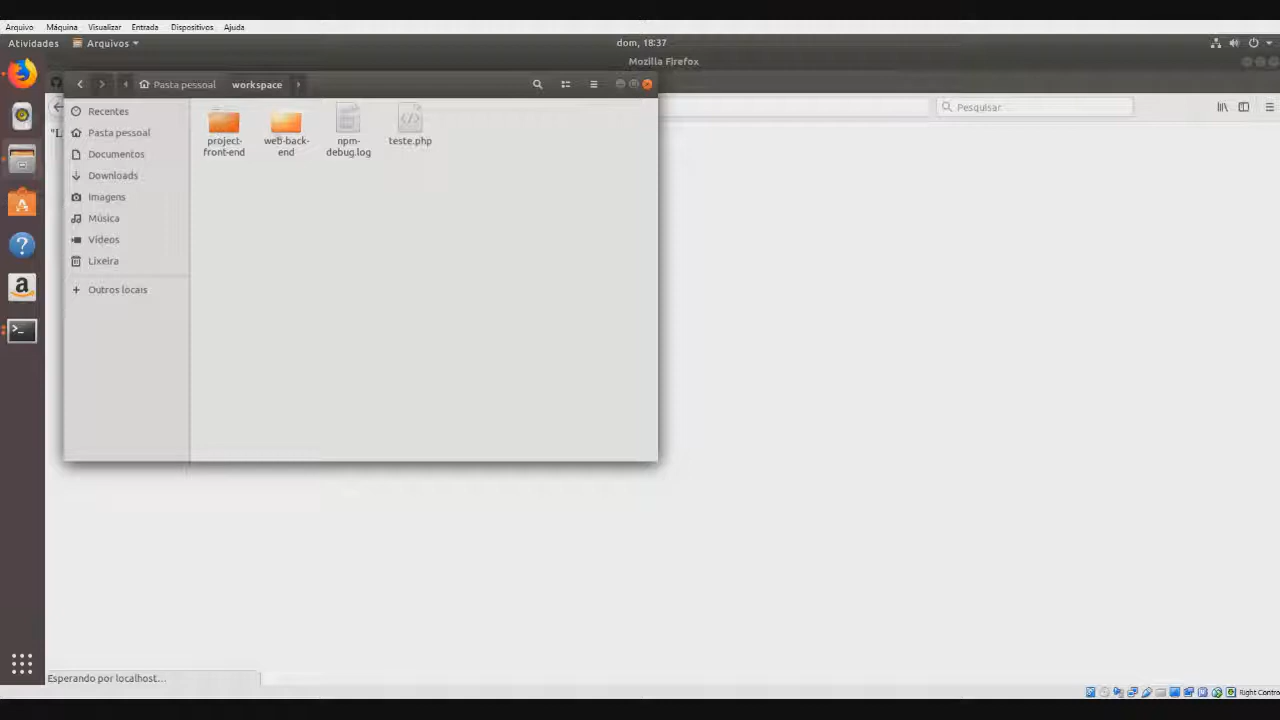 Arquivo Máquina Visualizar Entrada Dispositivos Ajuda
Atividades Arquivos dom, 18:37
Mozilla Firefox
Pasta pessoal workspace
Pesquisar
"L
Recentes
Pasta pessoal
Documentos
Downloads
Imagens
Música
Vídeos
Lixeira
Outros locais
project-
front-end
web-back-
end
npm-
debug.log
teste.php
Esperando por localhost...
Right Contro